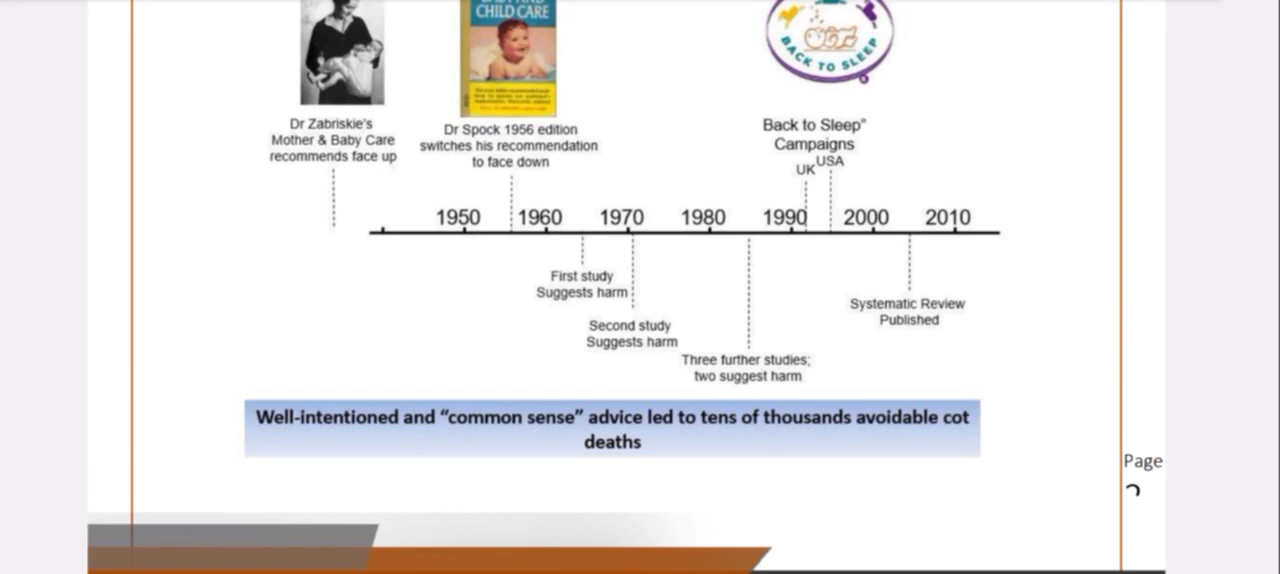 CHILD CARE
BACK TO SLEEP
Dr Zabriskie's
Mother & Baby Care
recommends face up
Dr Spock 1956 edition
switches his recommendation
to face down
Back to Sleep"
Campaigns
UK USA
1950 1960 1970 1980 1990 2000 2010
First study
Suggests harm
Second study
Suggests harm
Three further studies;
two suggest harm
Systematic Review
Published
Well-intentioned and “common sense” advice led to tens of thousands avoidable cot
deaths
Page